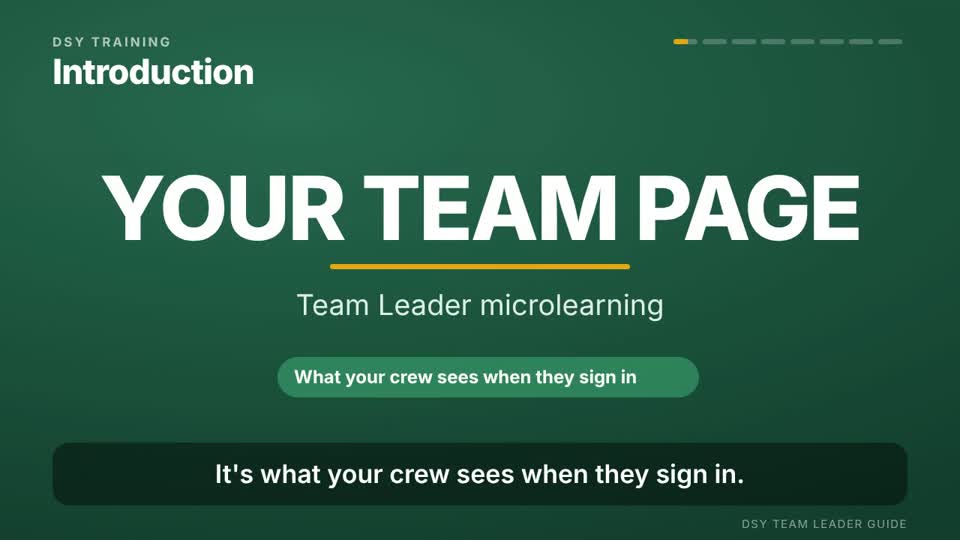 DSY TRAINING
Introduction
YOUR TEAM PAGE
Team Leader microlearning
What your crew sees when they sign in
It's what your crew sees when they sign in.
DSY TEAM LEADER GUIDE